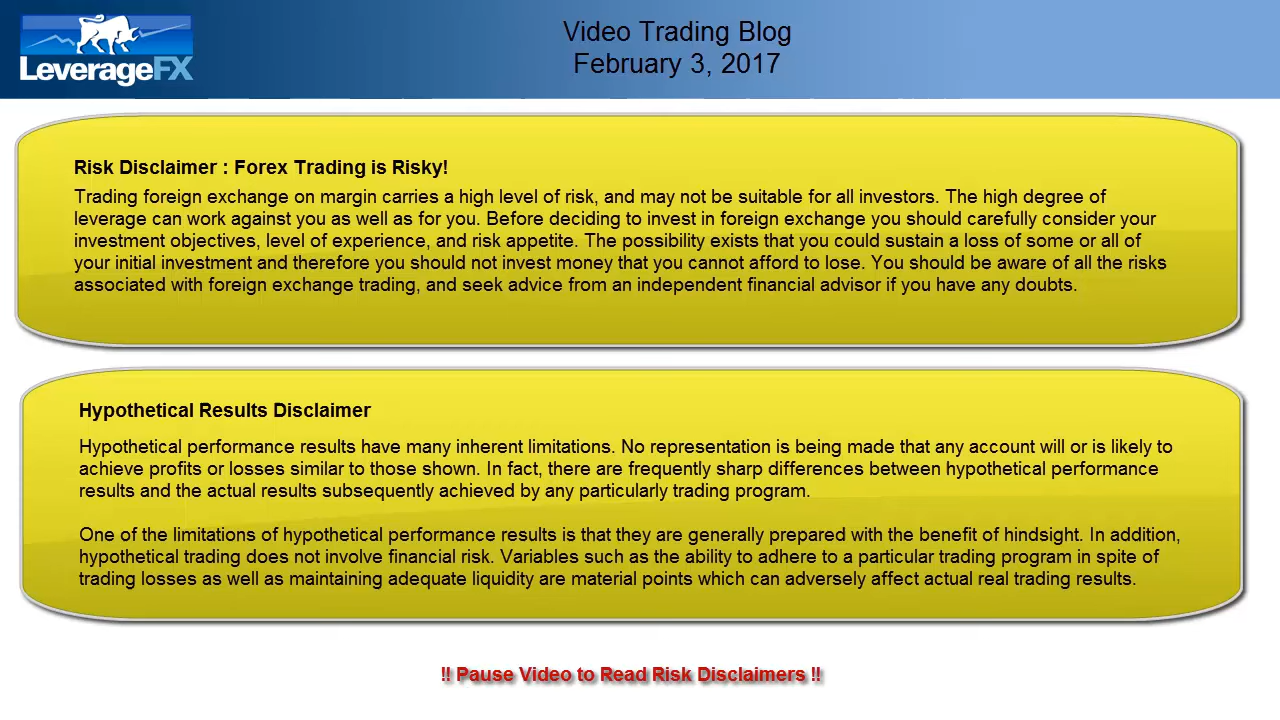 LeverageFX
Video Trading Blog
February 3, 2017
Risk Disclaimer : Forex Trading is Risky!
Trading foreign exchange on margin carries a high level of risk, and may not be suitable for all investors. The high degree of
leverage can work against you as well as for you. Before deciding to invest in foreign exchange you should carefully consider your
investment objectives, level of experience, and risk appetite. The possibility exists that you could sustain a loss of some or all of
your initial investment and therefore you should not invest money that you cannot afford to lose. You should be aware of all the risks
associated with foreign exchange trading, and seek advice from an independent financial advisor if you have any doubts.
Hypothetical Results Disclaimer
Hypothetical performance results have many inherent limitations. No representation is being made that any account will or is likely to
achieve profits or losses similar to those shown. In fact, there are frequently sharp differences between hypothetical performance
results and the actual results subsequently achieved by any particularly trading program.
One of the limitations of hypothetical performance results is that they are generally prepared with the benefit of hindsight. In addition,
hypothetical trading does not involve financial risk. Variables such as the ability to adhere to a particular trading program in spite of
trading losses as well as maintaining adequate liquidity are material points which can adversely affect actual real trading results.
!! Pause Video to Read Risk Disclaimers !!